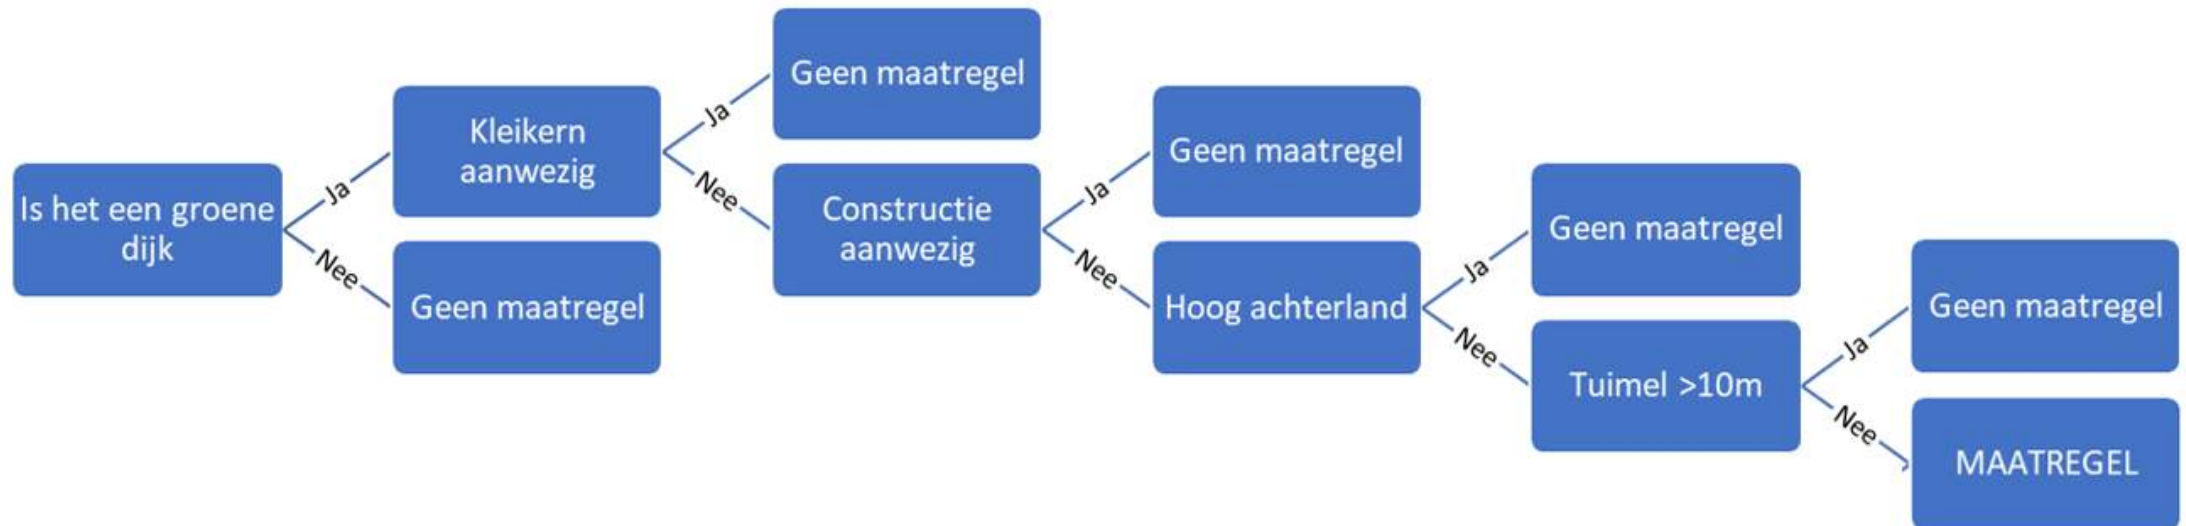 Is het een groene
dijk
Ja
Nee
Kleikern
aanwezig
Geen maatregel
Ja
Nee
Geen maatregel
Constructie
aanwezig
Ja
Nee
Geen maatregel
Hoog achterland
Ja
Nee
Geen maatregel
Tuimel >10m
Ja
Nee
Geen maatregel
MAATREGEL